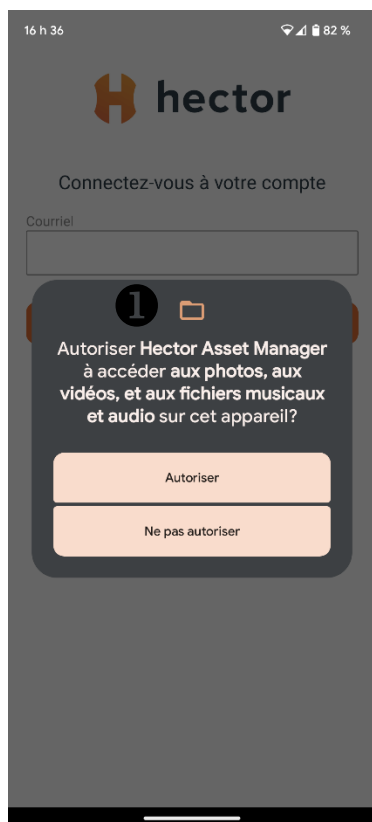 16 h 36
82 %
hector
Connectez-vous à votre compte
Courriel
1
Autoriser Hector Asset Manager
à accéder aux photos, aux
vidéos, et aux fichiers musicaux
et audio sur cet appareil?
Autoriser
Ne pas autoriser